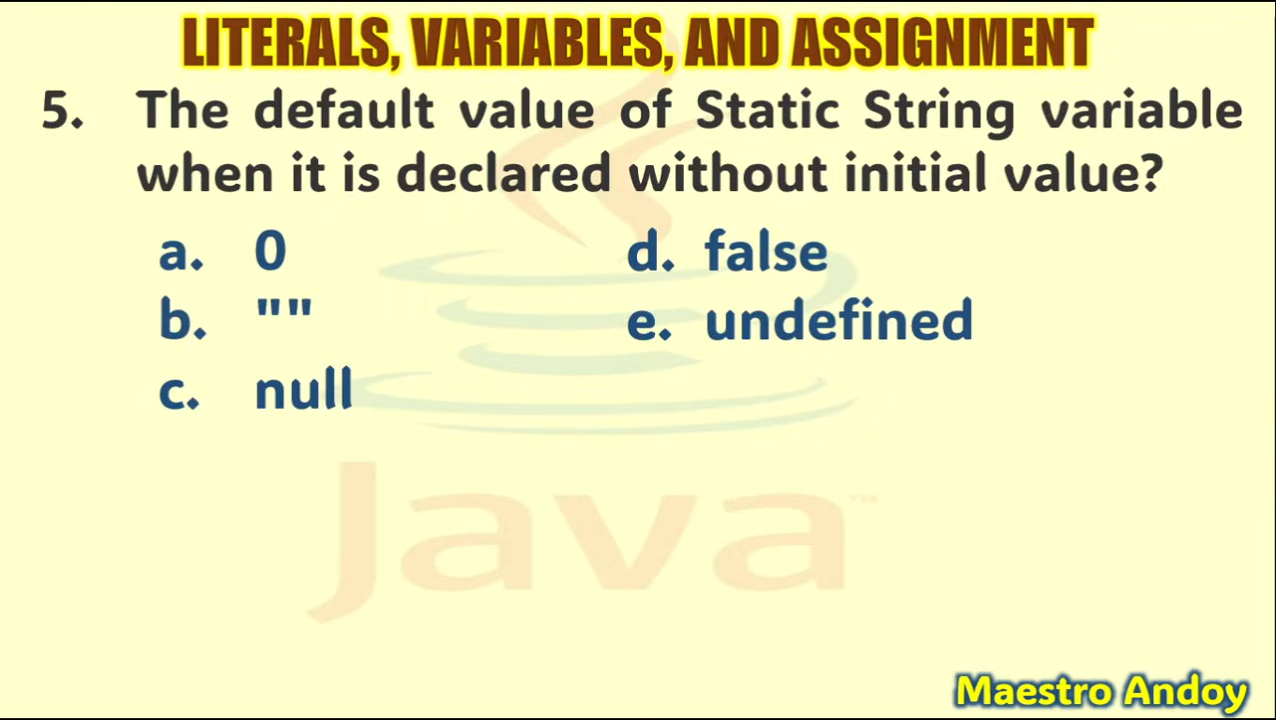 LITERALS, VARIABLES, AND ASSIGNMENT
5. The default value of Static String variable
when it is declared without initial value?
a. 0
d. false
b. ""
e. undefined
c. null
Java™
Maestro Andoy